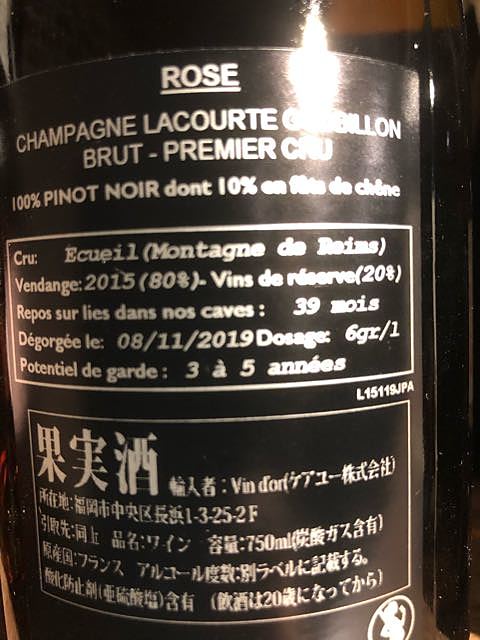 ROSE
CHAMPAGNE LACOURTE GODBILLON
BRUT - PREMIER CRU
100% PINOT NOIR dont 10% en fûts de chêne
Cru: Ecueil (Montagne de Reims)
Vendange: 2015 (80%) - Vins de réserve (20%)
Repos sur lies dans nos caves : 39 mois
Dégorgée le: 08/11/2019 Dosage: 6gr/l
Potentiel de garde : 3 à 5 années
L15119JPA
果実酒 輸入者：Vin d'or(ケアユー株式会社)
所在地:福岡市中央区長浜1-3-25-2F
引取先:同上 品名:ワイン 容量:750ml(炭酸ガス含有)
原産国:フランス アルコール度数:別ラベルに記載する。
酸化防止剤(亜硫酸塩)含有 (飲酒は20歳になってから)